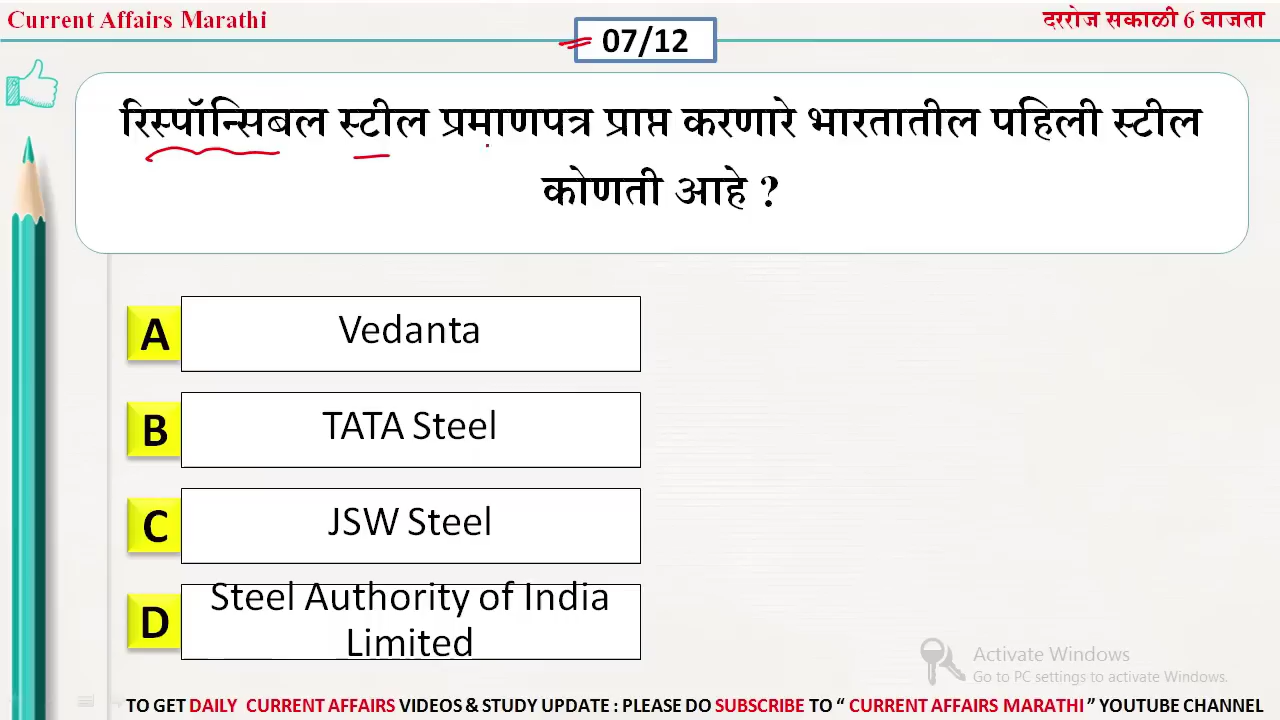 Current Affairs Marathi
दररोज सकाळी 6 वाजता
07/12
रिस्पॉन्सिबल स्टील प्रमाणपत्र प्राप्त करणारे भारतातील पहिली स्टील
कोणती आहे ?
A
Vedanta
B
TATA Steel
C
JSW Steel
D
Steel Authority of India
Limited
Activate Windows
Go to PC settings to activate Windows.
TO GET DAILY CURRENT AFFAIRS VIDEOS & STUDY UPDATE : PLEASE DO SUBSCRIBE TO “ CURRENT AFFAIRS MARATHI ” YOUTUBE CHANNEL